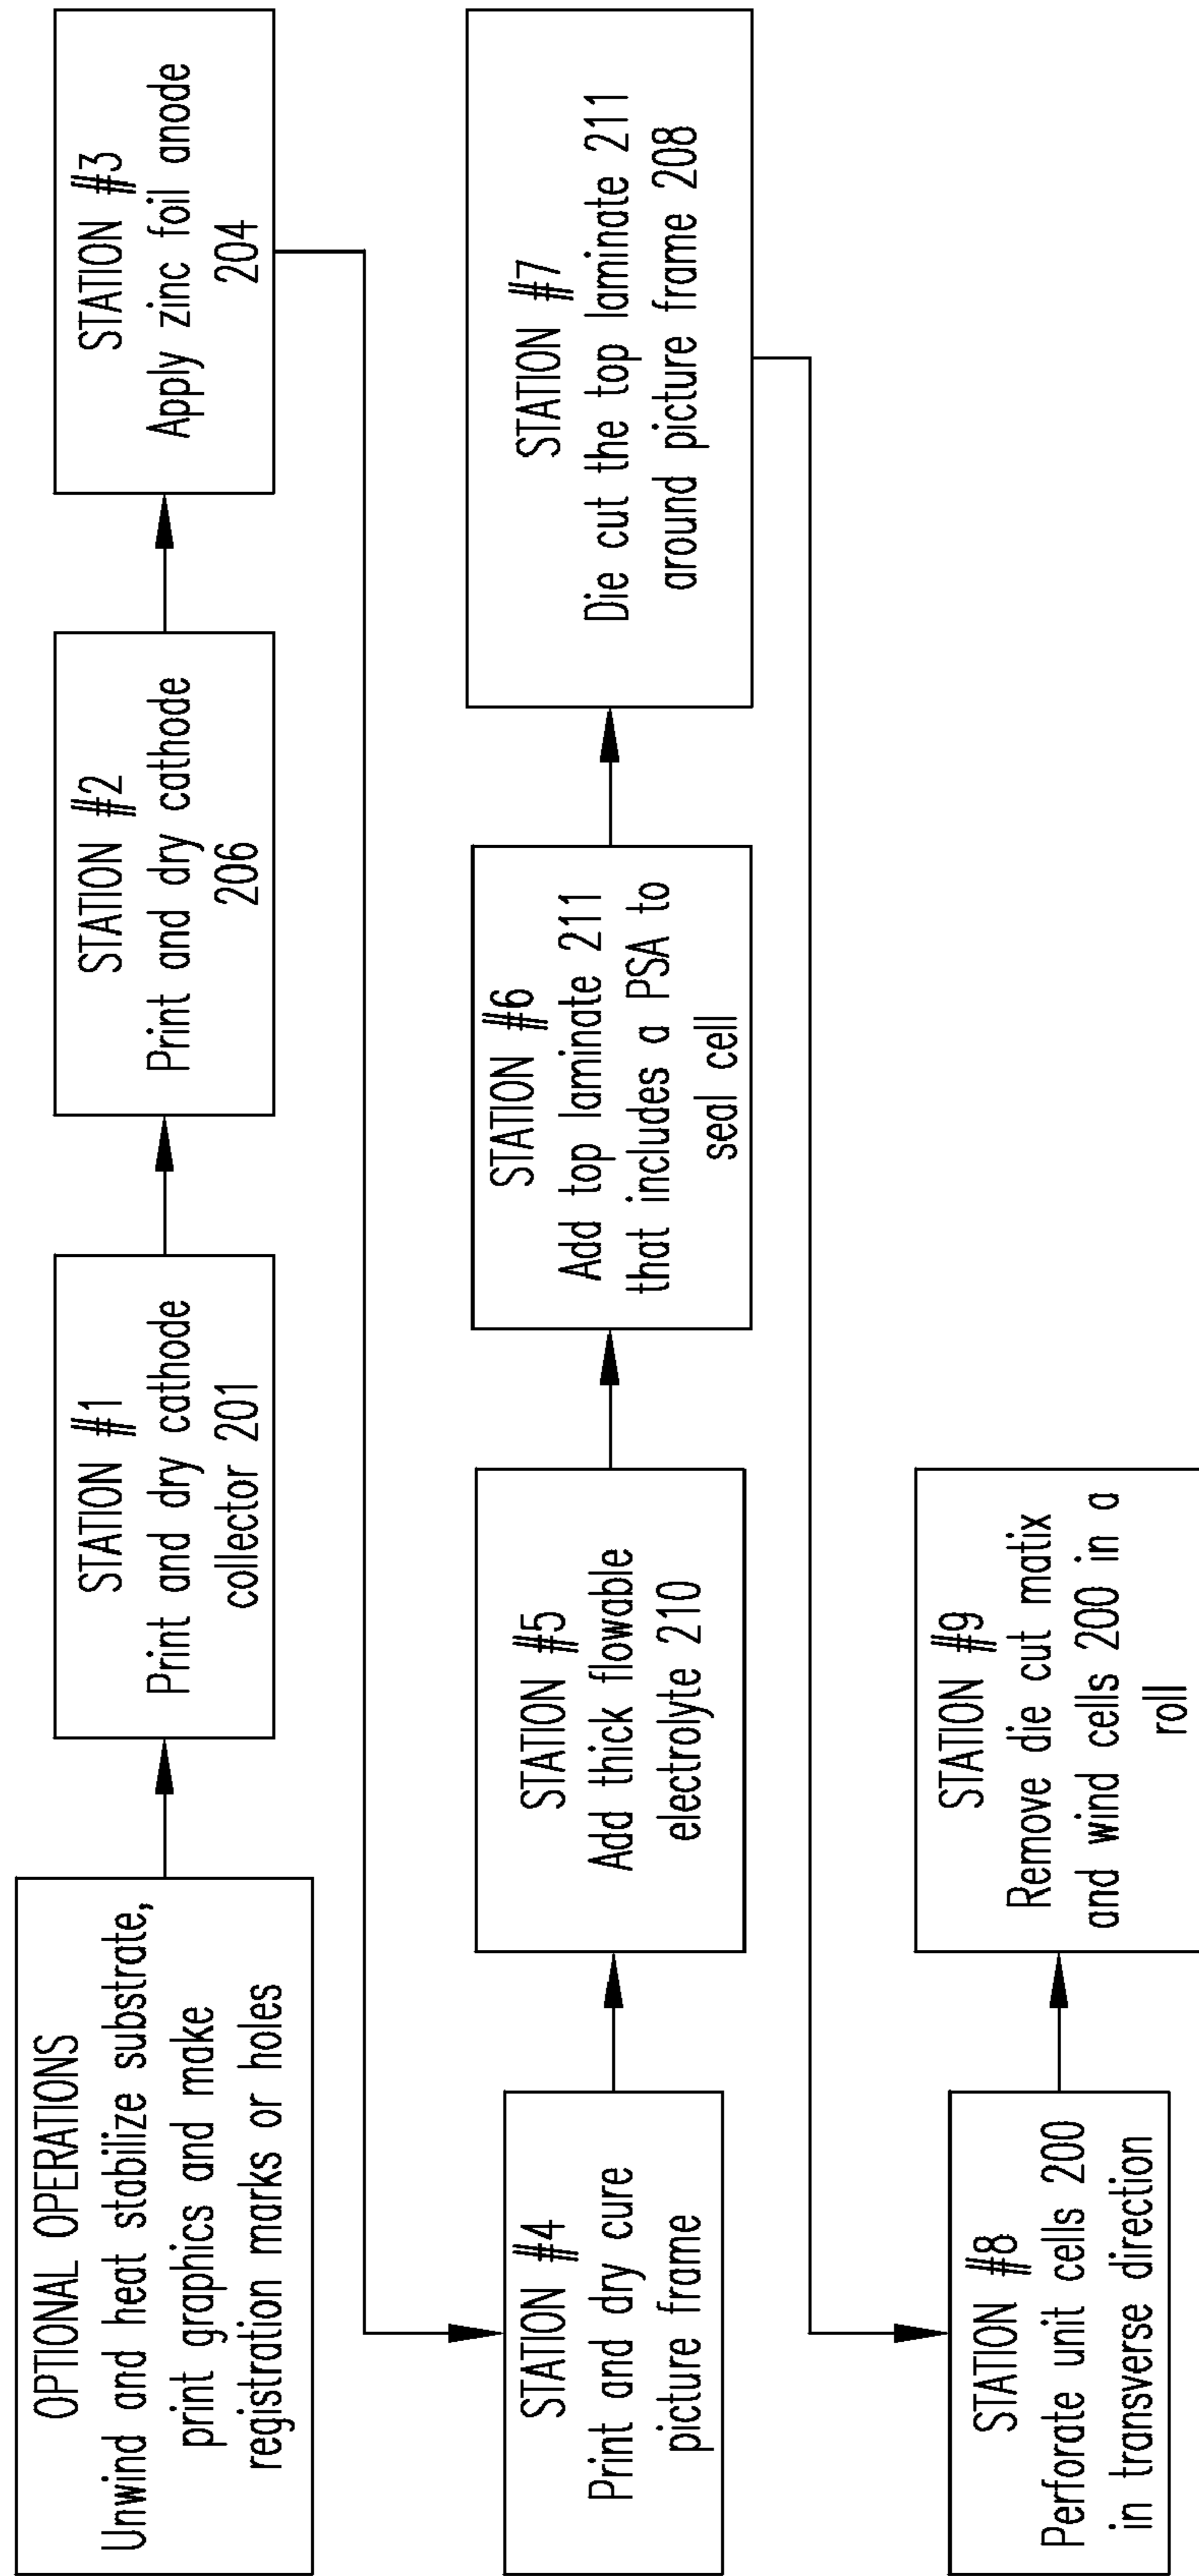 OPTIONAL OPERATIONS
Unwind and heat stabilize substrate,
print graphics and make
registration marks or holes
STATION #1
Print and dry cathode
collector 201
STATION #2
Print and dry cathode
206
STATION #3
Apply zinc foil anode
204
STATION #4
Print and dry cure
picture frame
STATION #5
Add thick flowable
electrolyte 210
STATION #6
Add top laminate 211
that includes a PSA to
seal cell
STATION #7
Die cut the top laminate 211
around picture frame 208
STATION #8
Perforate unit cells 200
in transverse direction
STATION #9
Remove die cut matix
and wind cells 200 in a
roll